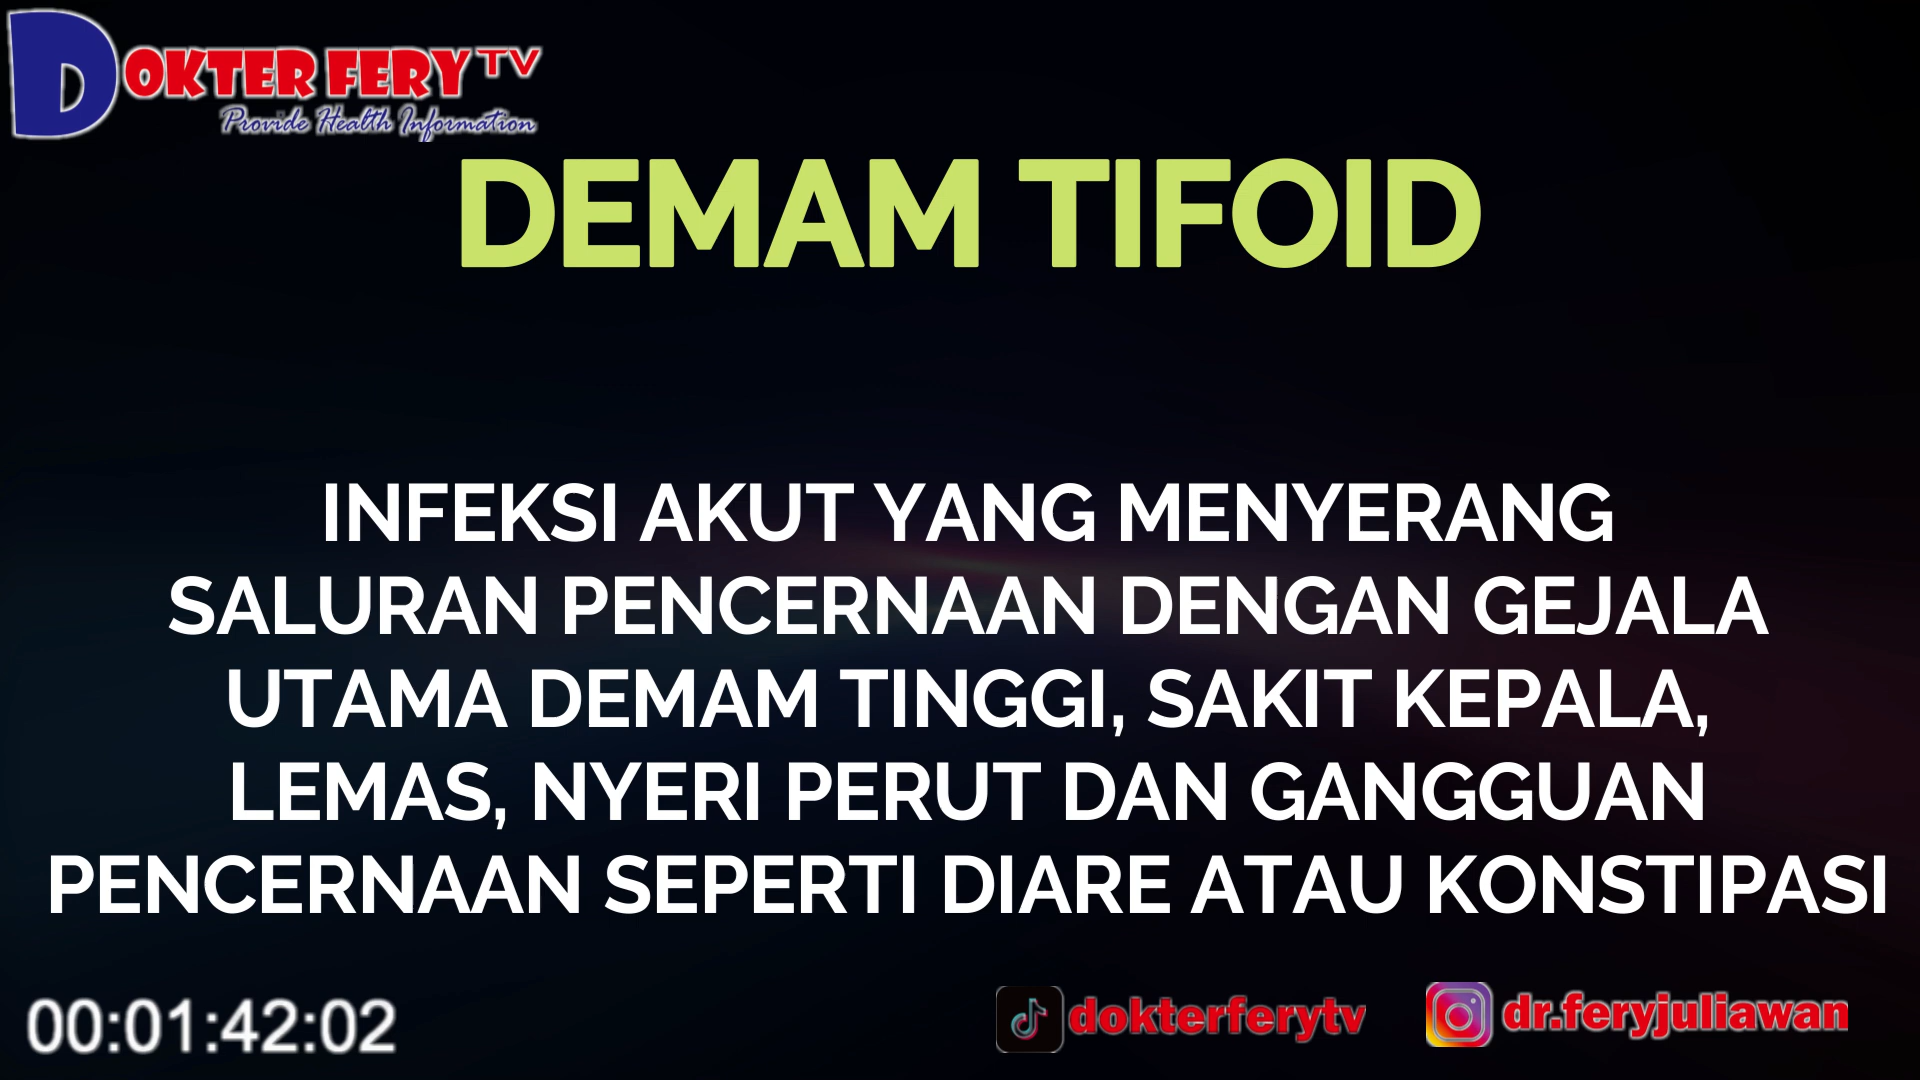 DOKTER FERY TV
Provide Health Information
DEMAM TIFOID
INFEKSI AKUT YANG MENYERANG
SALURAN PENCERNAAN DENGAN GEJALA
UTAMA DEMAM TINGGI, SAKIT KEPALA,
LEMAS, NYERI PERUT DAN GANGGUAN
PENCERNAAN SEPERTI DIARE ATAU KONSTIPASI
00:01:42:02
dokterferytv
dr.feryjuliawan